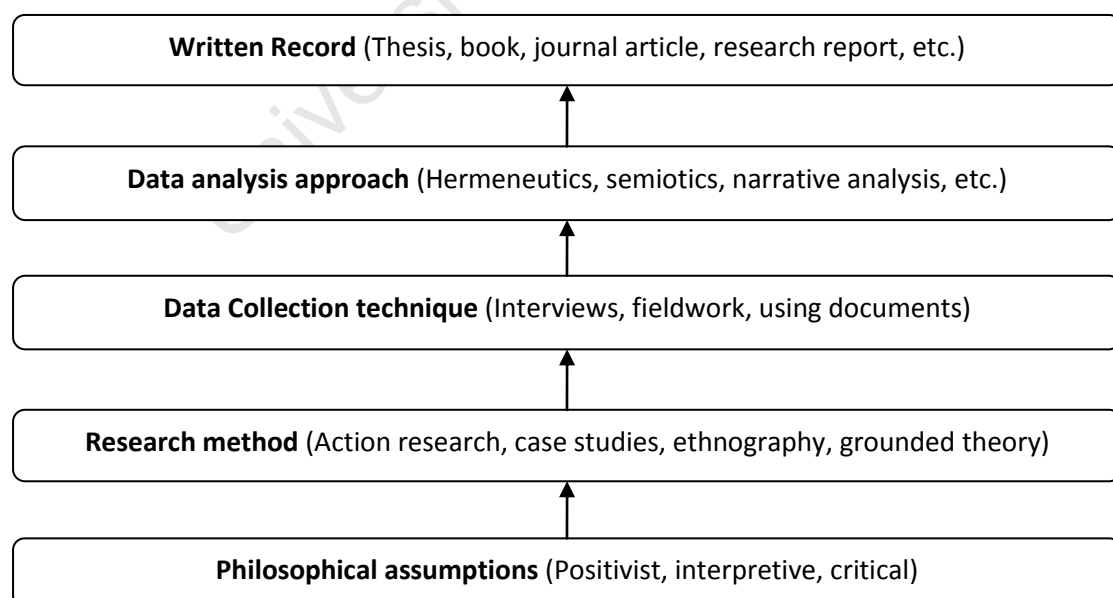 Written Record (Thesis, book, journal article, research report, etc.)
Data analysis approach (Hermeneutics, semiotics, narrative analysis, etc.)
Data Collection technique (Interviews, fieldwork, using documents)
Research method (Action research, case studies, ethnography, grounded theory)
Philosophical assumptions (Positivist, interpretive, critical)